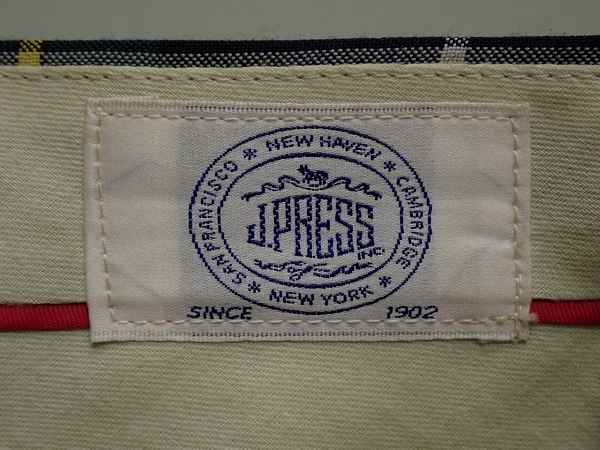 SAN FRANCISCO * NEW HAVEN * CAMBRIDGE * NEW YORK *
J.PRESS
INC
SINCE 1902